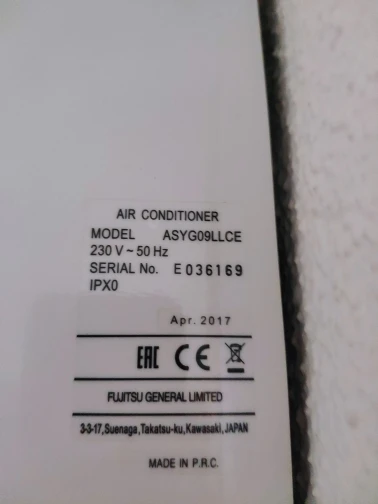 AIR CONDITIONER
MODEL ASYG09LLCE
230 V ~ 50 Hz
SERIAL No. E 036169
IPX0
Apr. 2017
EAC CE
FUJITSU GENERAL LIMITED
3-3-17,Suenaga,Takatsu-ku,Kawasaki,JAPAN
MADE IN P.R.C.